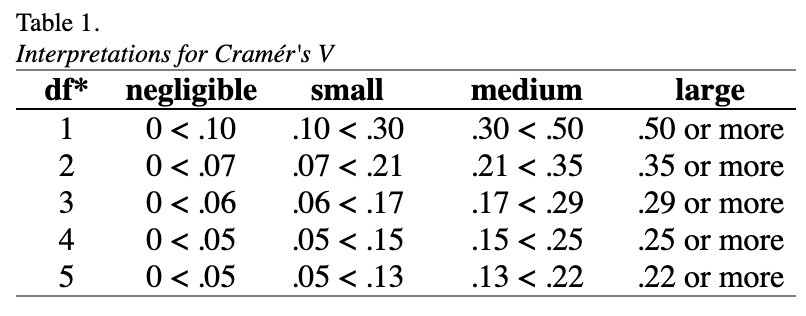 Table 1.
Interpretations for Cramér's V
df* negligible small medium large
1 0 < .10 .10 < .30 .30 < .50 .50 or more
2 0 < .07 .07 < .21 .21 < .35 .35 or more
3 0 < .06 .06 < .17 .17 < .29 .29 or more
4 0 < .05 .05 < .15 .15 < .25 .25 or more
5 0 < .05 .05 < .13 .13 < .22 .22 or more